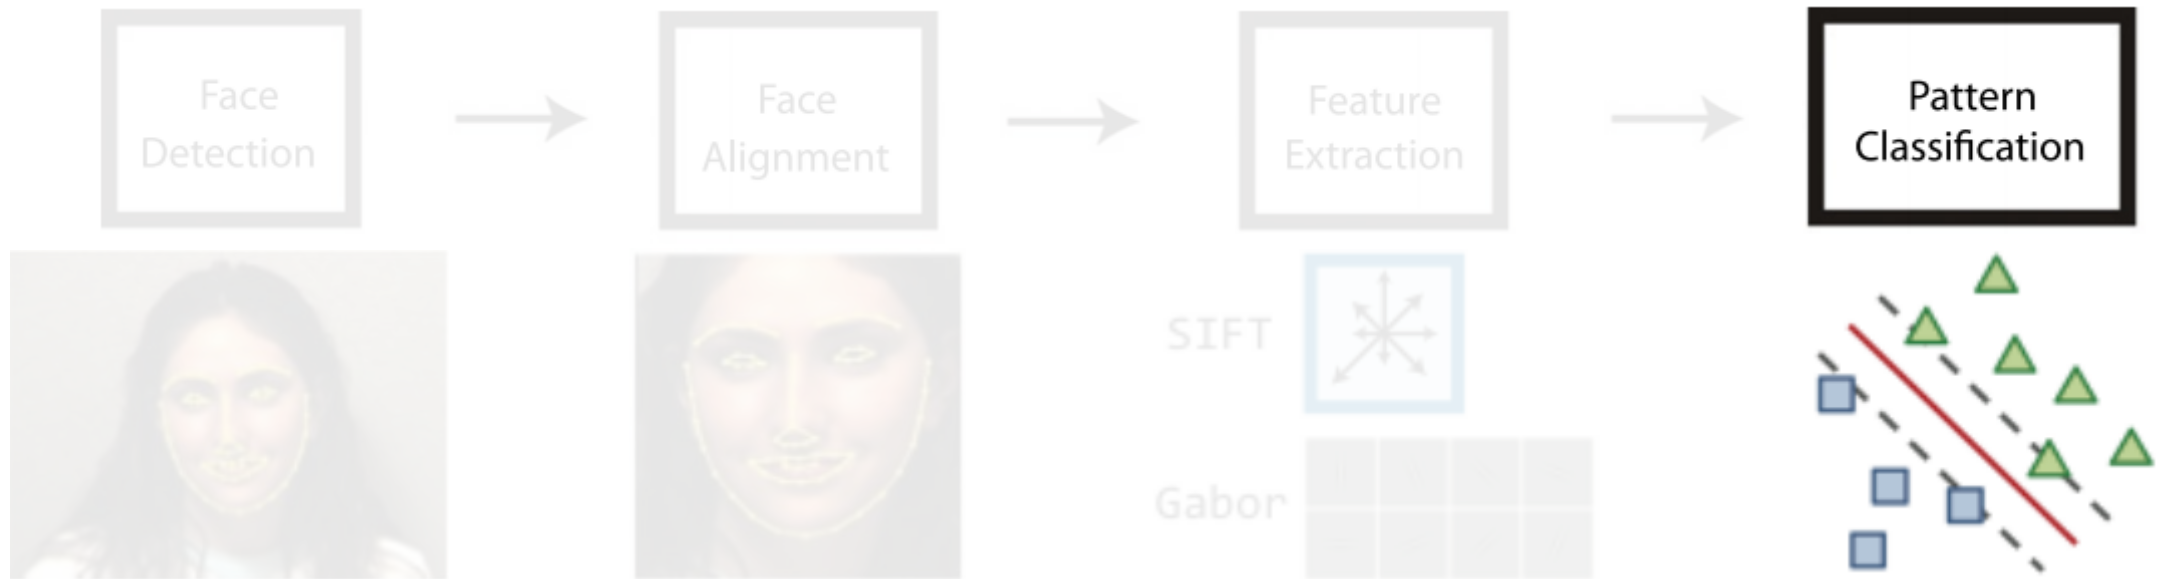 Face
Detection
Face
Alignment
Feature
Extraction
Pattern
Classification
SIFT
Gabor